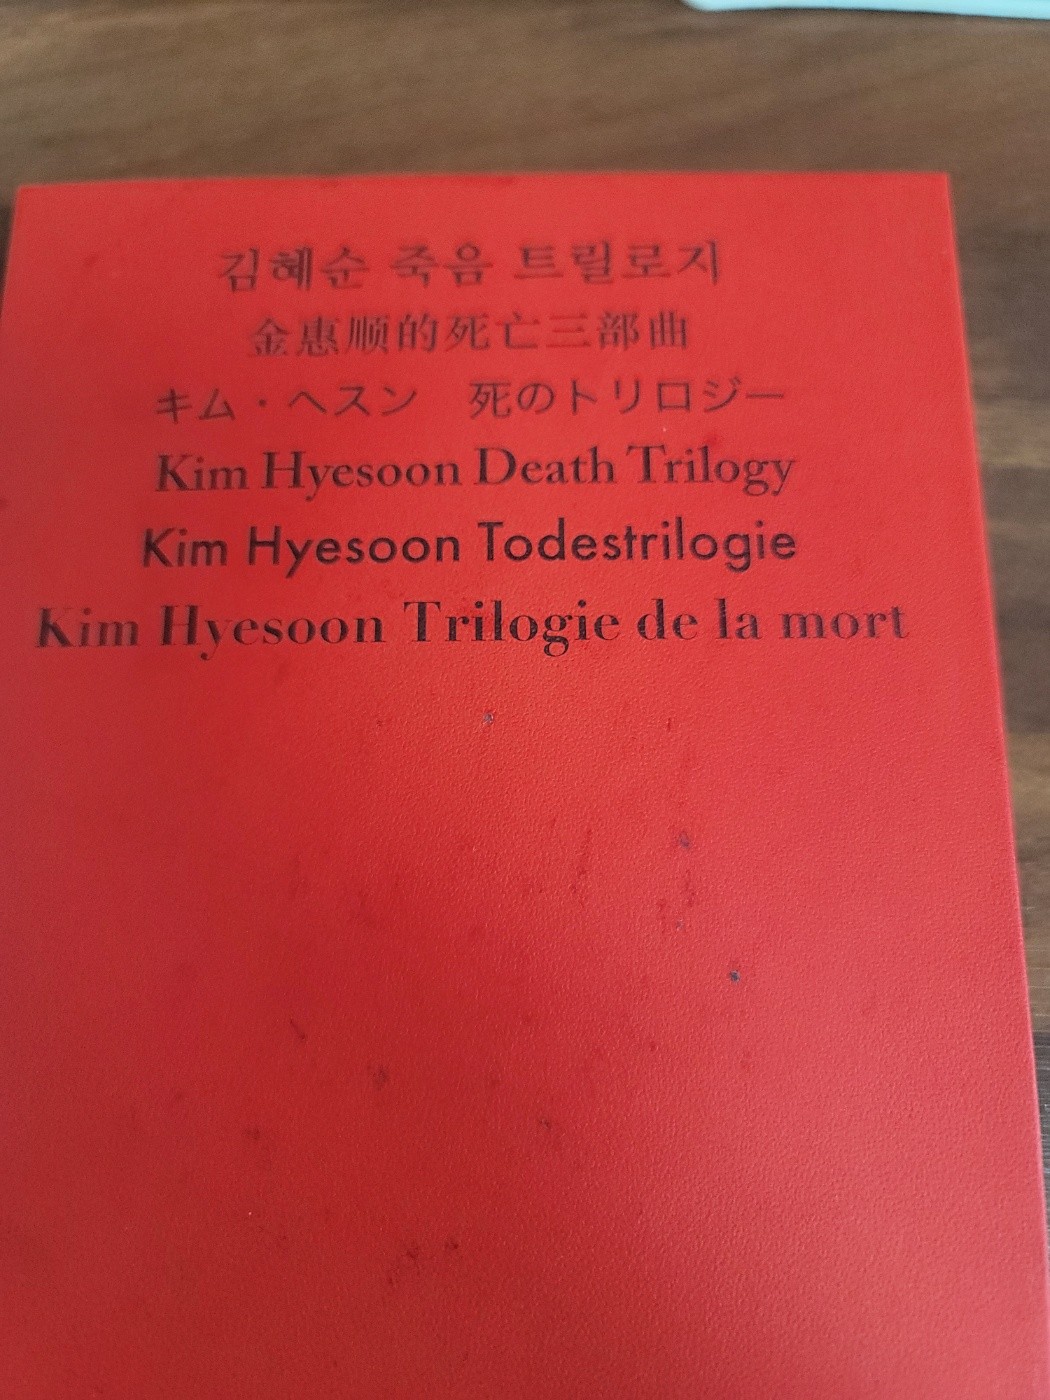 김혜순 죽음 트릴로지
金惠顺的死亡三部曲
キム・ヘスン　死のトリロジー
Kim Hyesoon Death Trilogy
Kim Hyesoon Todestrilogie
Kim Hyesoon Trilogie de la mort